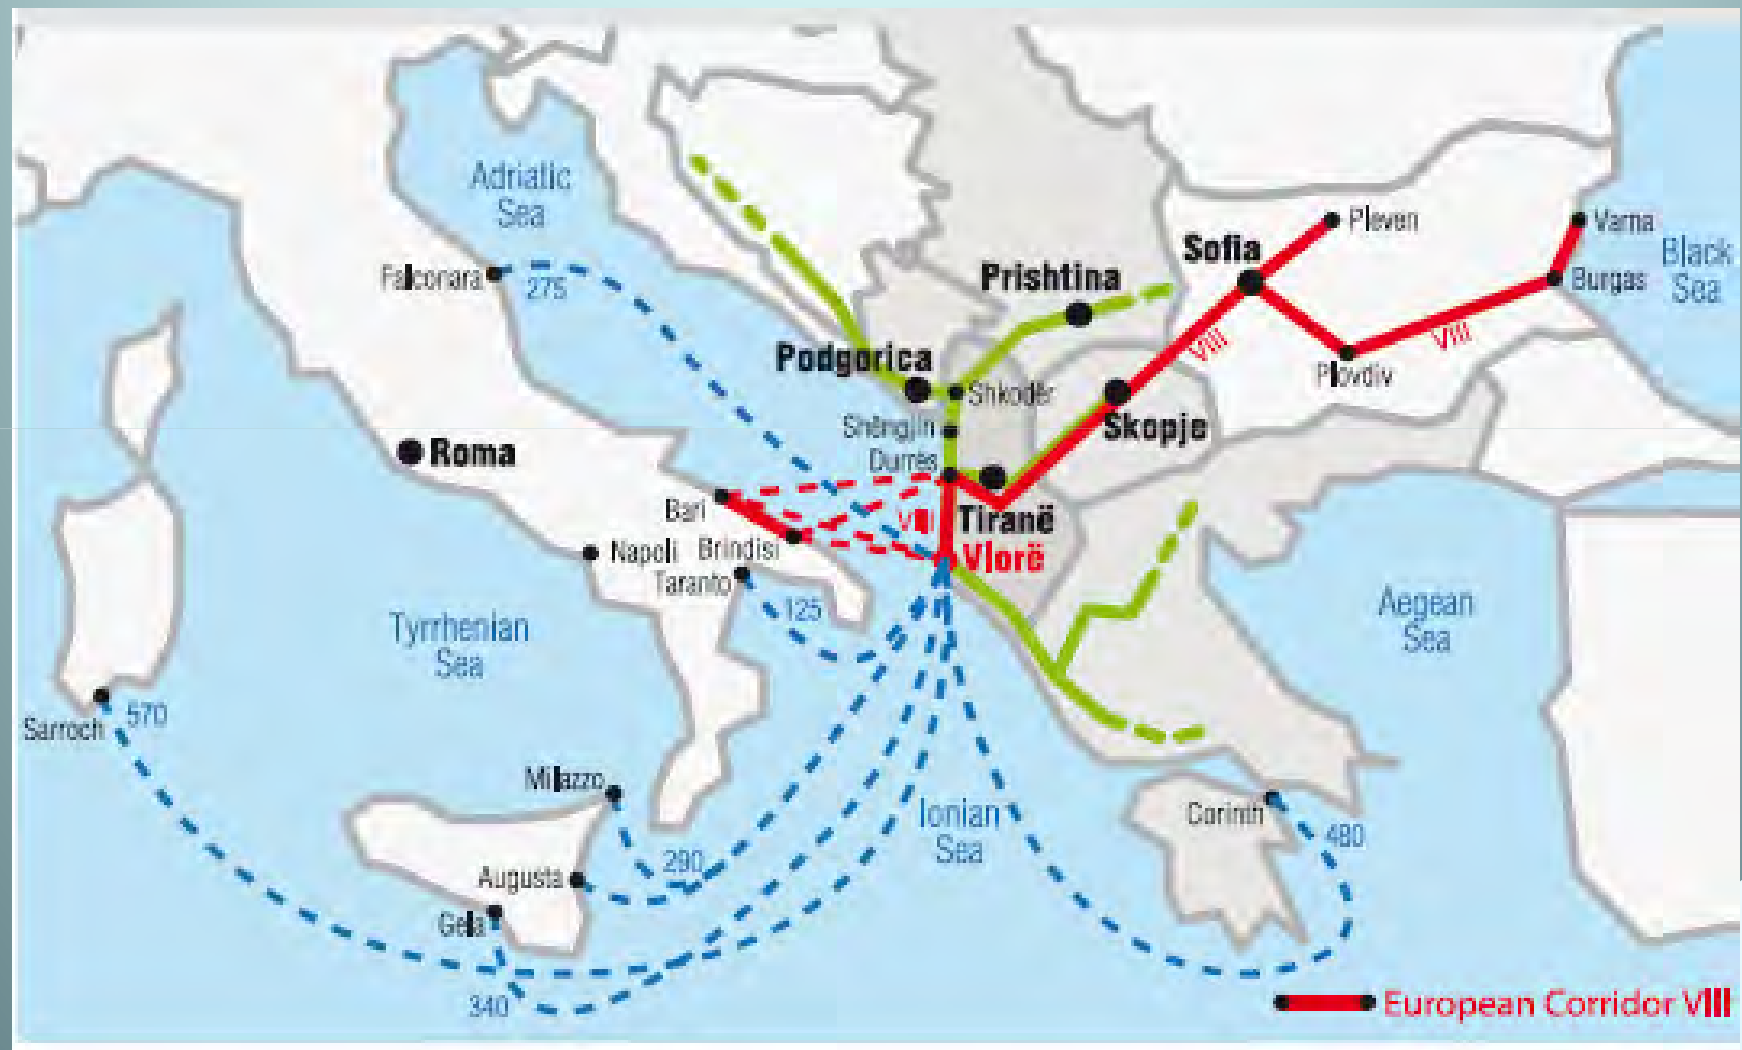 Adriatic
Sea
Pleven
Varna
Sofia
Black
Sea
Falconara
275
Prishtina
Burgas
VIII
VIII
Podgorica
Plovdiv
Shkodër
Shëngjin
Skopje
Roma
Durrës
Bari
VIII
Tiranë
Napoli
Brindisi
Vlorë
Taranto
125
Tyrrhenian
Sea
Aegean
Sea
570
Sarroch
Milazzo
Ionian
Sea
Corinth
480
290
Augusta
Gela
340
European Corridor VIII